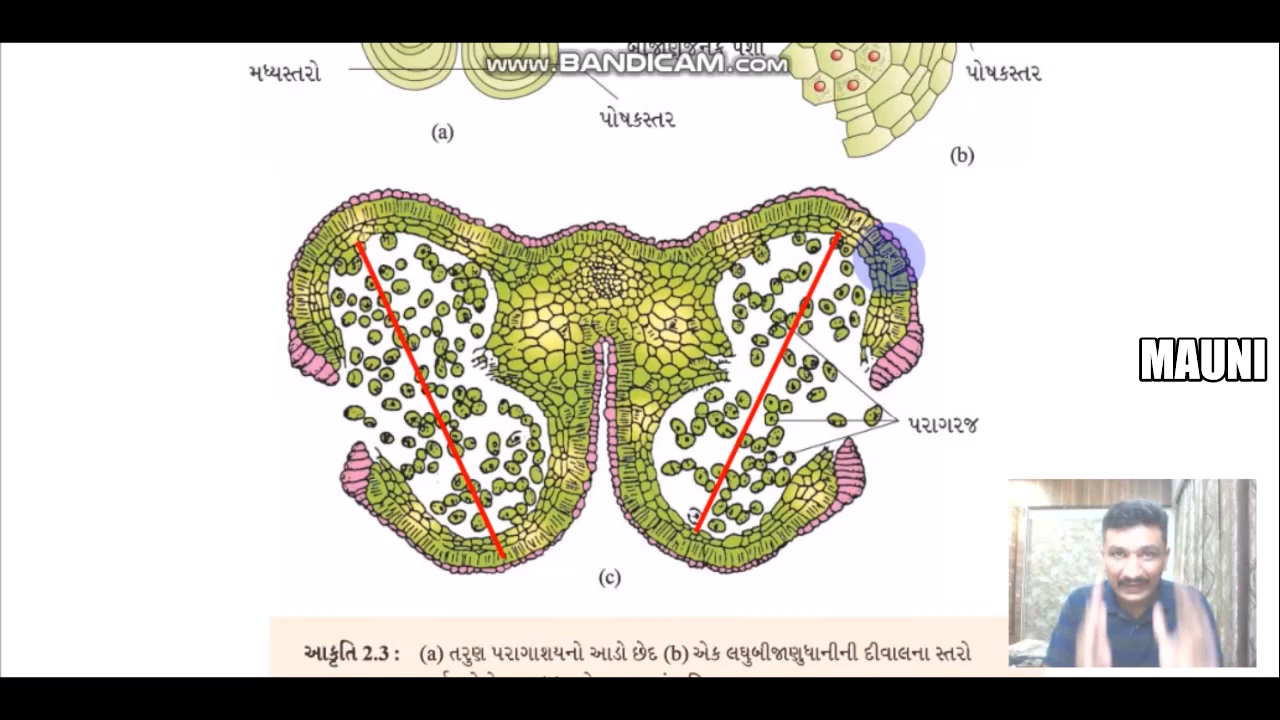 બીજાણુજનક પેશી
WWW.BANDICAM.COM
મધ્યસ્તરો
પોષકસ્તર
પોષકસ્તર
(a)
(b)
MAUNI
પરાગરજ
(c)
આકૃતિ 2.3 : (a) તરુણ પરાગાશયનો આડો છેદ (b) એક લઘુબીજાણુધાનીની દીવાલના સ્તરો